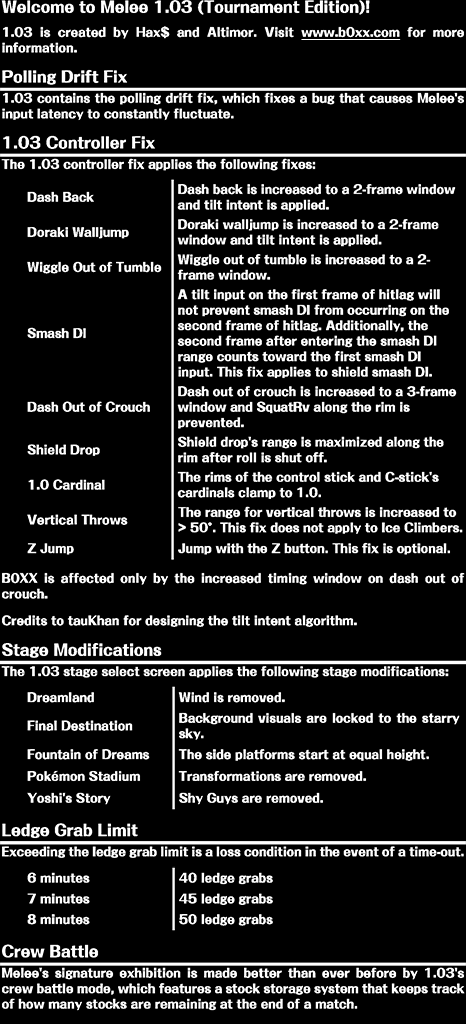 Welcome to Melee 1.03 (Tournament Edition)!
1.03 is created by Hax$ and Altimor. Visit www.b0xx.com for more
information.
Polling Drift Fix
1.03 contains the polling drift fix, which fixes a bug that causes Melee's
input latency to constantly fluctuate.
1.03 Controller Fix
The 1.03 controller fix applies the following fixes:
Dash Back
Dash back is increased to a 2-frame window
and tilt intent is applied.
Doraki Walljump
Doraki walljump is increased to a 2-frame
window and tilt intent is applied.
Wiggle Out of Tumble
Wiggle out of tumble is increased to a 2-
frame window.
Smash DI
A tilt input on the first frame of hitlag will
not prevent smash DI from occurring on the
second frame of hitlag. Additionally, the
second frame after entering the smash DI
range counts toward the first smash DI
input. This fix applies to shield smash DI.
Dash Out of Crouch
Dash out of crouch is increased to a 3-frame
window and SquatRv along the rim is
prevented.
Shield Drop
Shield drop's range is maximized along the
rim after roll is shut off.
1.0 Cardinal
The rims of the control stick and C-stick's
cardinals clamp to 1.0.
Vertical Throws
The range for vertical throws is increased to
> 50°. This fix does not apply to Ice Climbers.
Z Jump
Jump with the Z button. This fix is optional.
B0XX is affected only by the increased timing window on dash out of
crouch.
Credits to tauKhan for designing the tilt intent algorithm.
Stage Modifications
The 1.03 stage select screen applies the following stage modifications:
Dreamland
Wind is removed.
Final Destination
Background visuals are locked to the starry
sky.
Fountain of Dreams
The side platforms start at equal height.
Pokémon Stadium
Transformations are removed.
Yoshi's Story
Shy Guys are removed.
Ledge Grab Limit
Exceeding the ledge grab limit is a loss condition in the event of a time-out.
6 minutes
40 ledge grabs
7 minutes
45 ledge grabs
8 minutes
50 ledge grabs
Crew Battle
Melee's signature exhibition is made better than ever before by 1.03's
crew battle mode, which features a stock storage system that keeps track
of how many stocks are remaining at the end of a match.